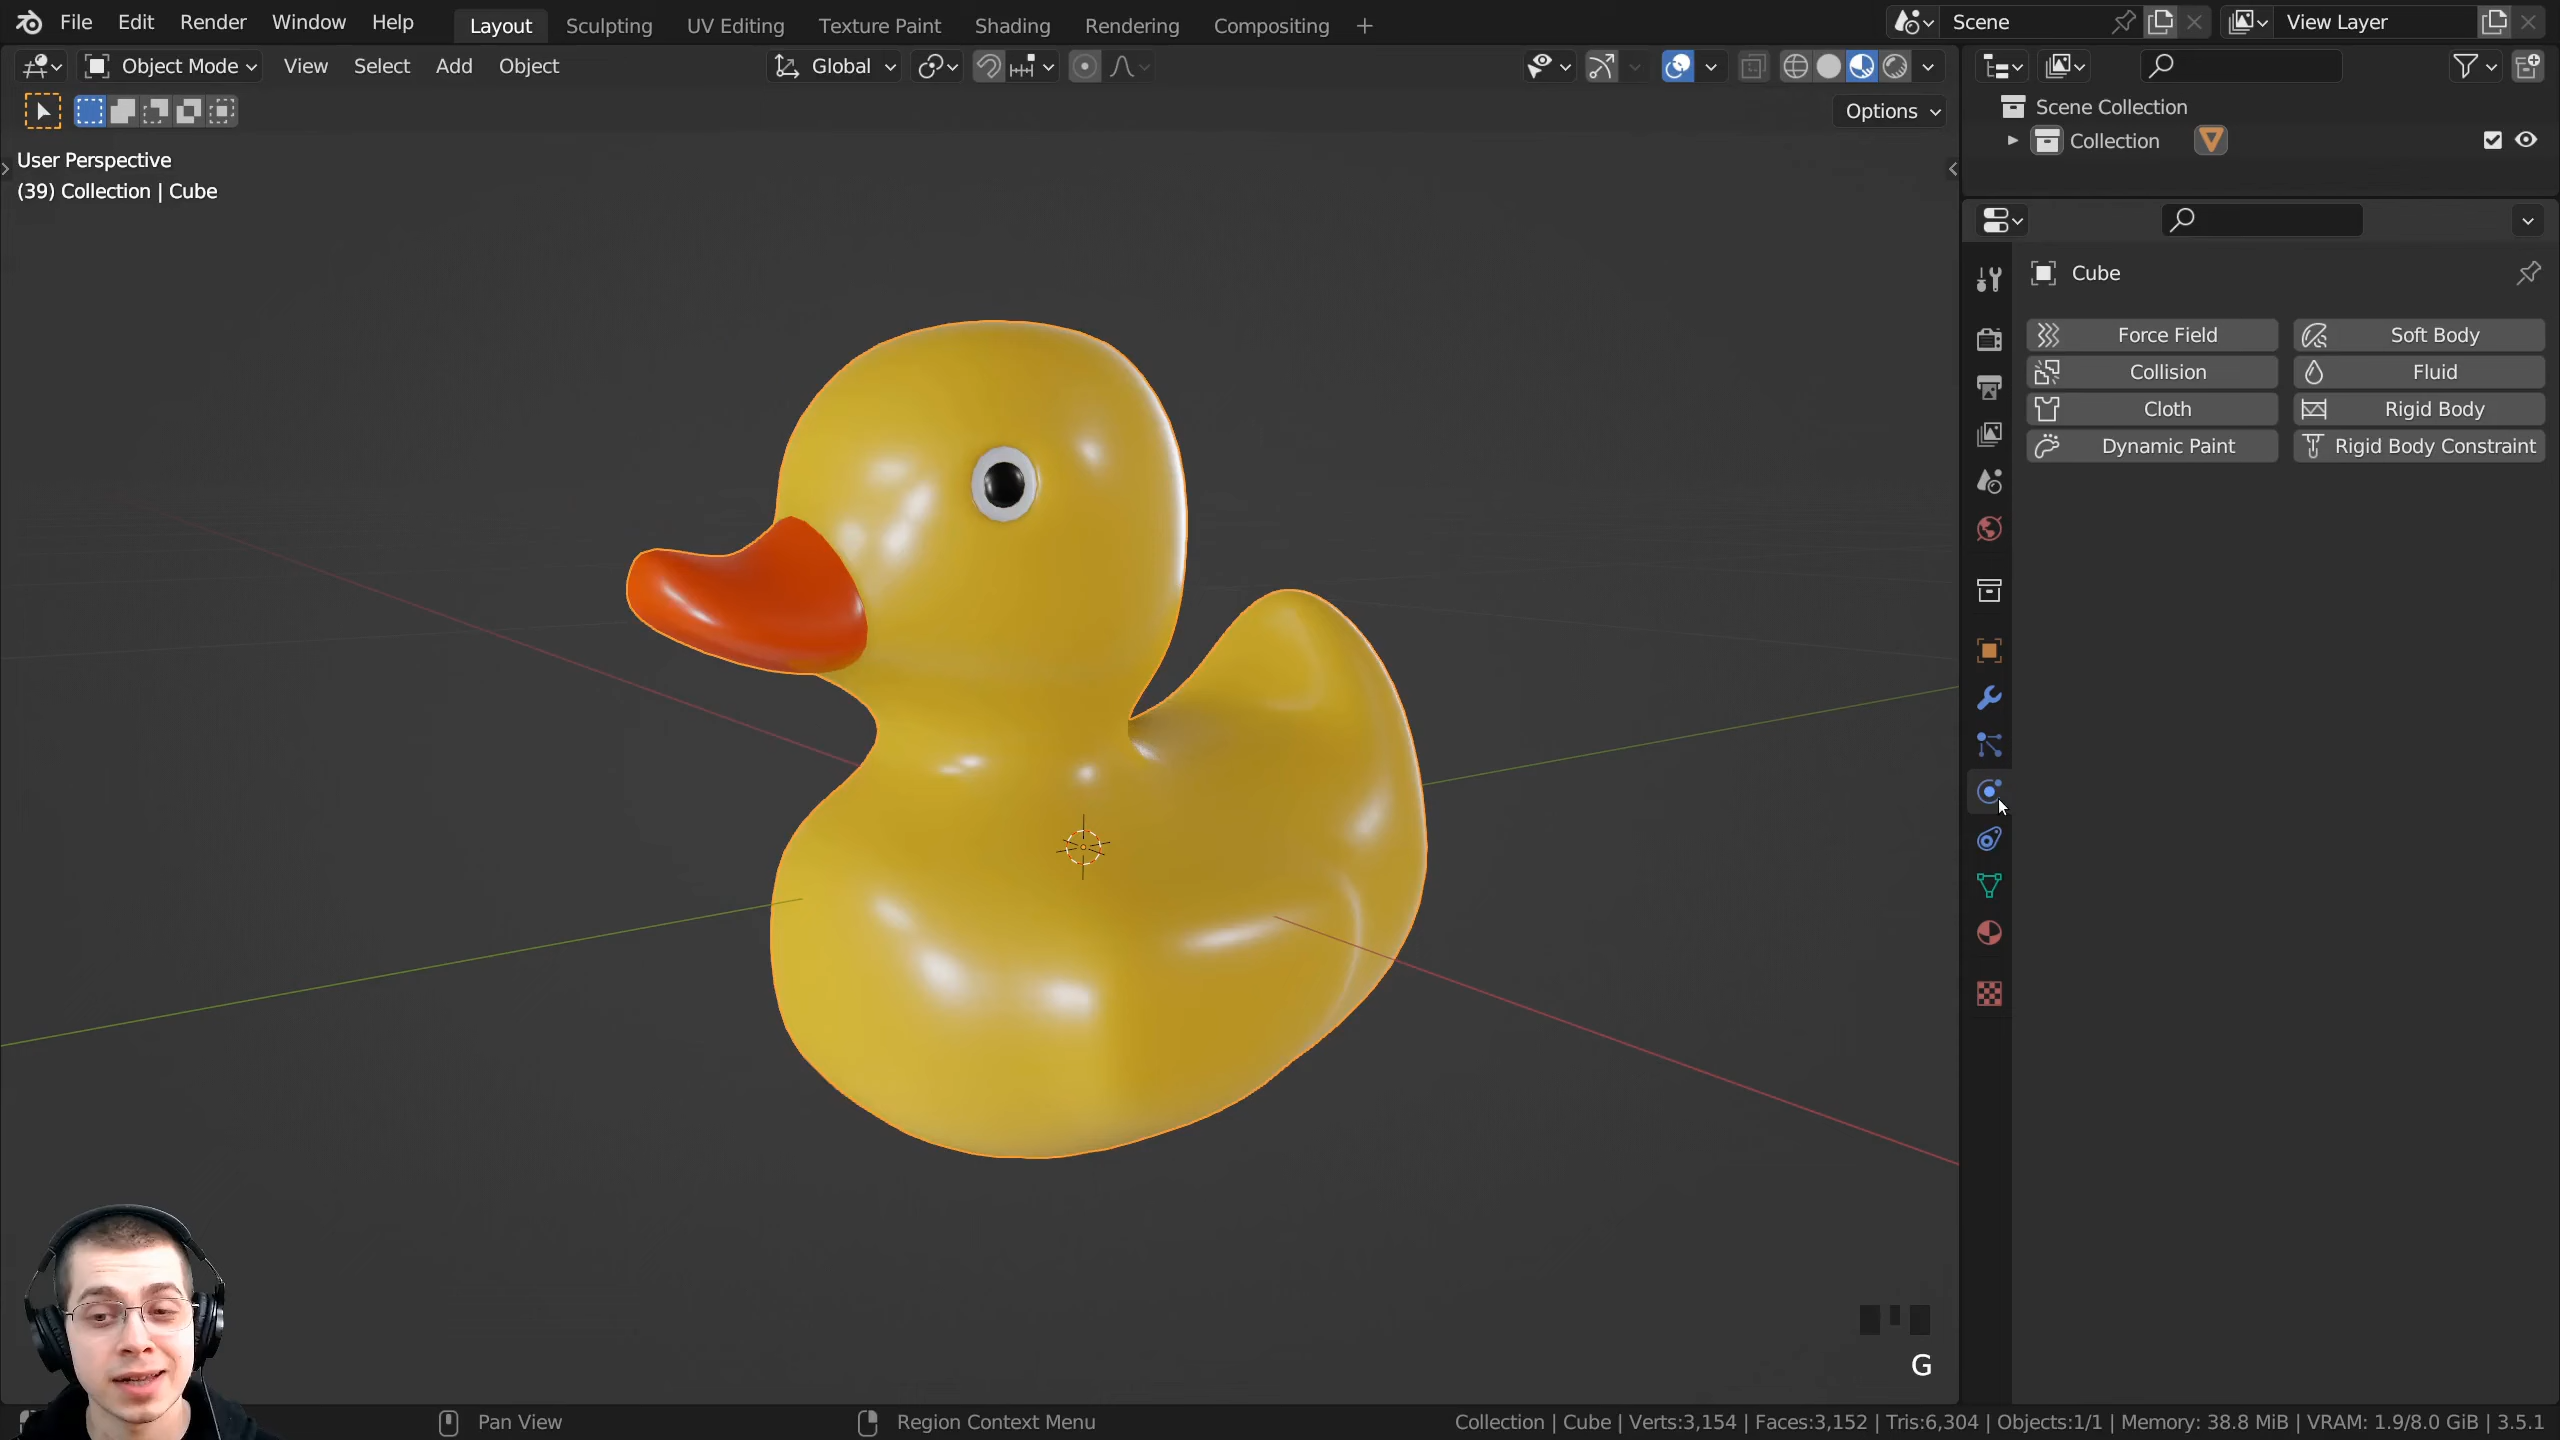 File Edit Render Window Help Layout Sculpting UV Editing Texture Paint Shading Rendering Compositing + Scene View Layer
Object Mode View Select Add Object Global
Options
User Perspective
(39) Collection | Cube
Scene Collection
Collection
Cube
Force Field Soft Body
Collision Fluid
Cloth Rigid Body
Dynamic Paint Rigid Body Constraint
G
Pan View Region Context Menu Collection | Cube | Verts:3,154 | Faces:3,152 | Tris:6,304 | Objects:1/1 | Memory: 38.8 MiB | VRAM: 1.9/8.0 GiB | 3.5.1